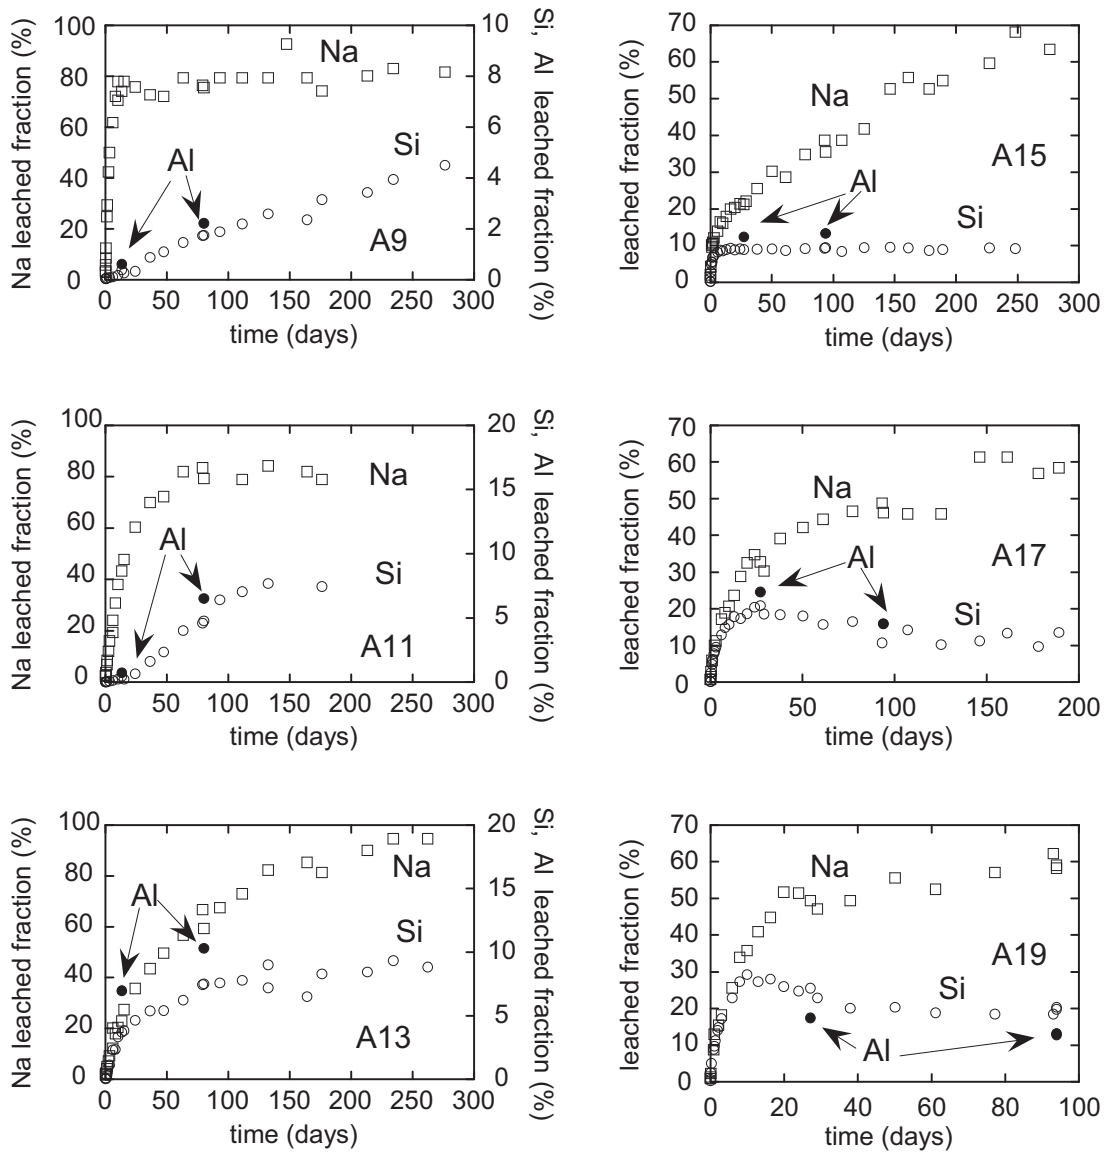 Na leached fraction (%)
100
80
60
40
20
0
Na
Si
Al
A9
10
8
6
4
2
0
Si, Al leached fraction (%)
0 50 100 150 200 250 300
time (days)
leached fraction (%)
70
60
50
40
30
20
10
0
Na
A15
Al
Si
0 50 100 150 200 250 300
time (days)
Na leached fraction (%)
100
80
60
40
20
0
Na
Al
Si
A11
20
15
10
5
0
Si, Al leached fraction (%)
0 50 100 150 200 250 300
time (days)
leached fraction (%)
70
60
50
40
30
20
10
0
Na
A17
Al
Si
0 50 100 150 200
time (days)
Na leached fraction (%)
100
80
60
40
20
0
Na
Al
Si
A13
20
15
10
5
0
Si, Al leached fraction (%)
0 50 100 150 200 250 300
time (days)
leached fraction (%)
70
60
50
40
30
20
10
0
Na
A19
Si
Al
0 20 40 60 80 100
time (days)